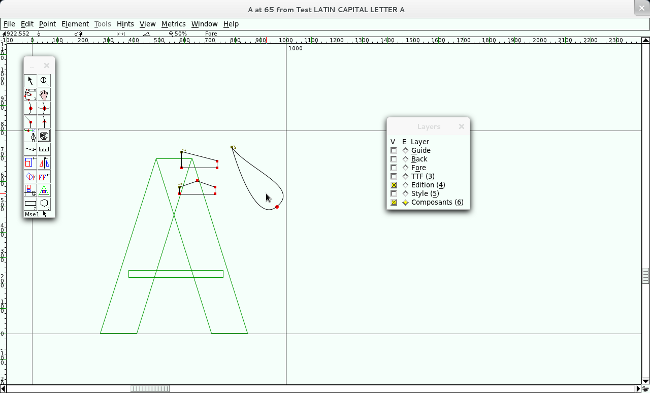 A at 65 from Test LATIN CAPITAL LETTER A
File Edit Point Element Tools Hints View Metrics Window Help
50% Fore
100 0 100 200 300 400 500 600 700 800 900 1000 1100 1200 1300 1400 1500 1600 1700 1800 1900 2000 2100 2200 2300
1000
Layers
V E Layer
Guide
Back
Fore
TTF (3)
Edition (4)
Style (5)
Composants (6)
Mse1